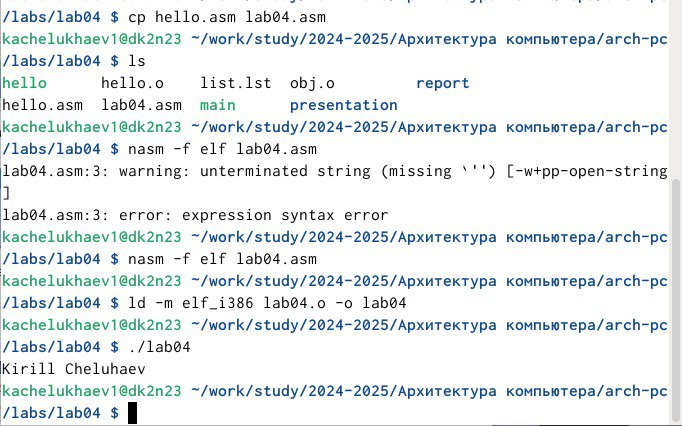 /labs/lab04 $ cp hello.asm lab04.asm
kachelukhaev1@dk2n23 ~/work/study/2024-2025/Архитектура компьютера/arch-pc
/labs/lab04 $ ls
hello      hello.o    list.lst  obj.o         report
hello.asm  lab04.asm  main      presentation
kachelukhaev1@dk2n23 ~/work/study/2024-2025/Архитектура компьютера/arch-pc
/labs/lab04 $ nasm -f elf lab04.asm
lab04.asm:3: warning: unterminated string (missing `'') [-w+pp-open-string
]
lab04.asm:3: error: expression syntax error
kachelukhaev1@dk2n23 ~/work/study/2024-2025/Архитектура компьютера/arch-pc
/labs/lab04 $ nasm -f elf lab04.asm
kachelukhaev1@dk2n23 ~/work/study/2024-2025/Архитектура компьютера/arch-pc
/labs/lab04 $ ld -m elf_i386 lab04.o -o lab04
kachelukhaev1@dk2n23 ~/work/study/2024-2025/Архитектура компьютера/arch-pc
/labs/lab04 $ ./lab04
Kirill Cheluhaev
kachelukhaev1@dk2n23 ~/work/study/2024-2025/Архитектура компьютера/arch-pc
/labs/lab04 $